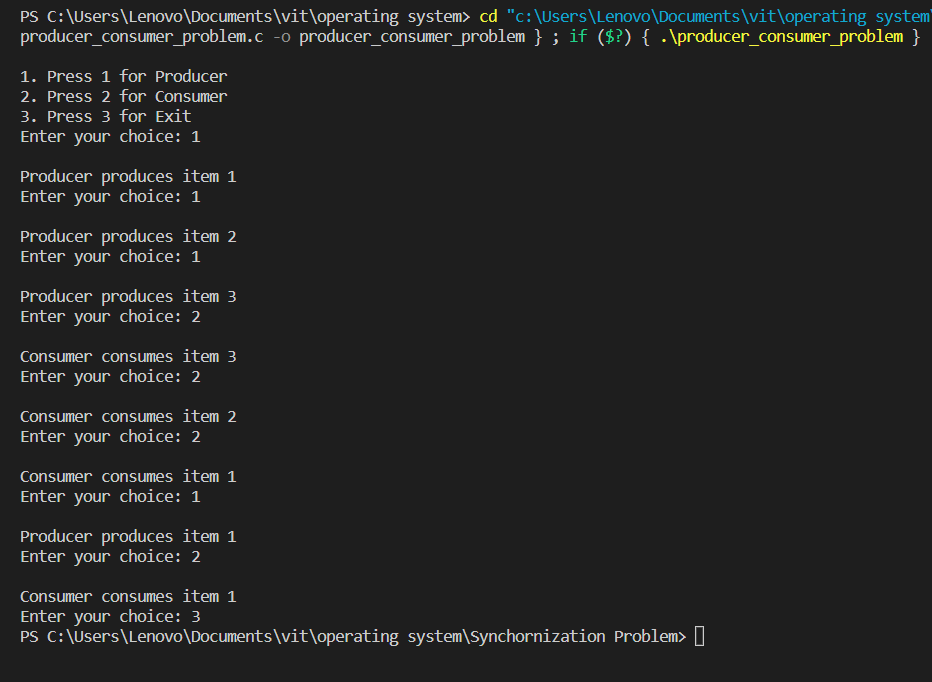 PS C:\Users\Lenovo\Documents\vit\operating system> cd "c:\Users\Lenovo\Documents\vit\operating system
producer_consumer_problem.c -o producer_consumer_problem } ; if ($?) { .\producer_consumer_problem }
1. Press 1 for Producer
2. Press 2 for Consumer
3. Press 3 for Exit
Enter your choice: 1
Producer produces item 1
Enter your choice: 1
Producer produces item 2
Enter your choice: 1
Producer produces item 3
Enter your choice: 2
Consumer consumes item 3
Enter your choice: 2
Consumer consumes item 2
Enter your choice: 2
Consumer consumes item 1
Enter your choice: 1
Producer produces item 1
Enter your choice: 2
Consumer consumes item 1
Enter your choice: 3
PS C:\Users\Lenovo\Documents\vit\operating system\Synchornization Problem>